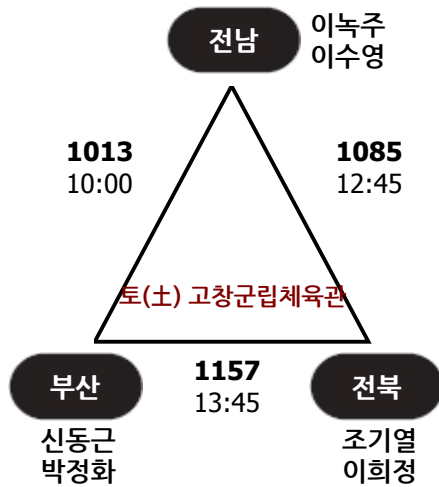 전남
이녹주
이수영
1013
10:00
1085
12:45
토(土) 고창군립체육관
부산
1157
13:45
전북
신동근
박정화
조기열
이희정